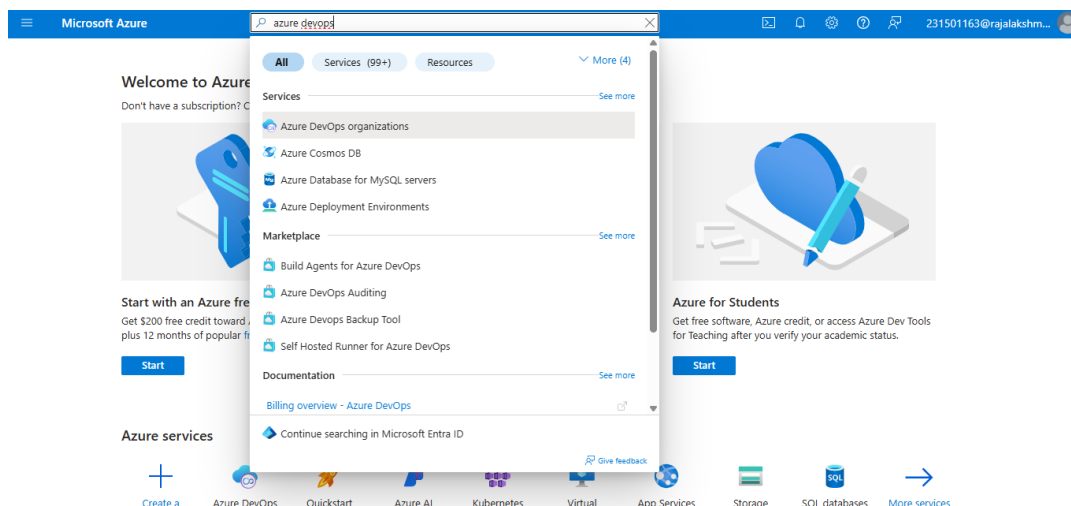 Microsoft Azure
azure devops
231501163@rajalakshm...
All
Services (99+)
Resources
More (4)
Welcome to Azure
Don't have a subscription? C
Services
See more
Azure DevOps organizations
Azure Cosmos DB
Azure Database for MySQL servers
Azure Deployment Environments
Marketplace
See more
Build Agents for Azure DevOps
Azure DevOps Auditing
Azure Devops Backup Tool
Self Hosted Runner for Azure DevOps
Documentation
See more
Billing overview - Azure DevOps
Continue searching in Microsoft Entra ID
Give feedback
Start with an Azure fre
Get $200 free credit toward
plus 12 months of popular
Start
Azure for Students
Get free software, Azure credit, or access Azure Dev Tools
for Teaching after you verify your academic status.
Start
Azure services
Create a
Azure DevOps
Quickstart
Azure AI
Kubernetes
Virtual
App Services
Storage
SQL databases
More services